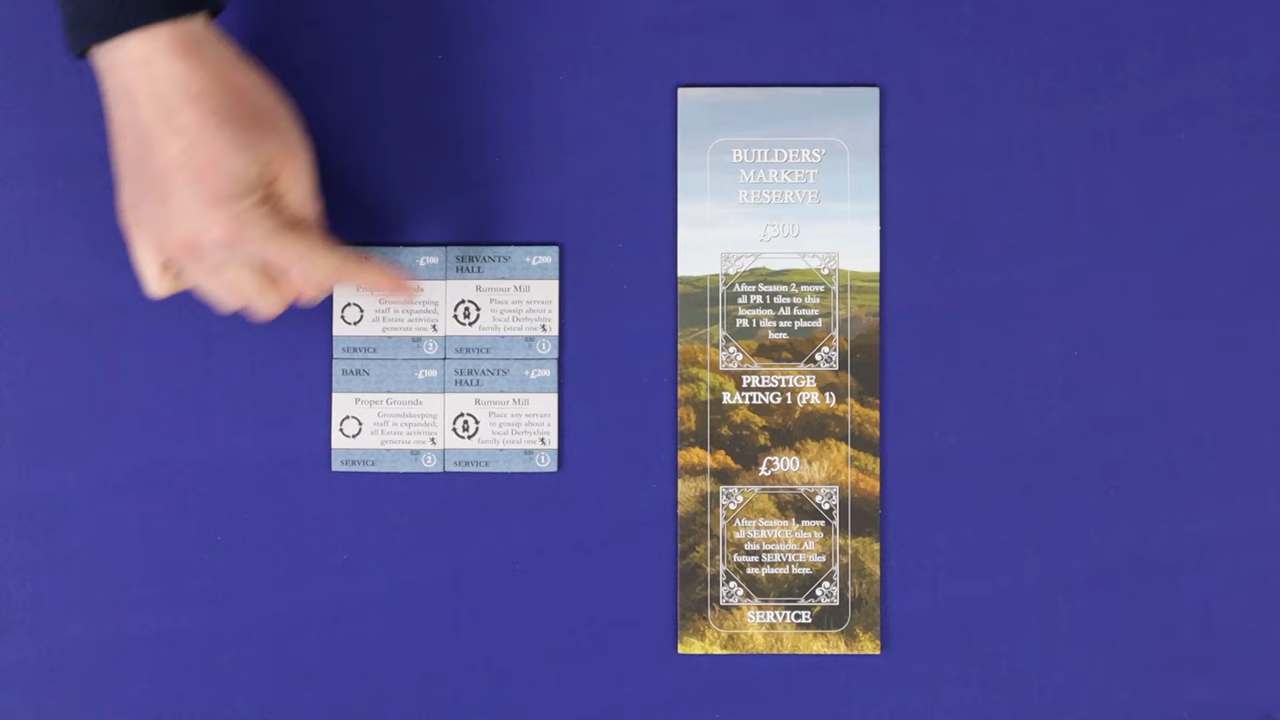 -£100
Groundskeeping
staff is expanded,
all Estate activities
generate one
SERVICE
2
SERVANTS'
HALL
+£200
Rumour Mill
Place any servant
to gossip about a
local Derbyshire
family (steal one )
SERVICE
1
BARN
-£100
Proper Grounds
Groundskeeping
staff is expanded,
all Estate activities
generate one
SERVICE
2
SERVANTS'
HALL
+£200
Rumour Mill
Place any servant
to gossip about a
local Derbyshire
family (steal one )
SERVICE
1
BUILDERS'
MARKET
RESERVE
£300
After Season 2, move
all PR 1 tiles to this
location. All future
PR 1 tiles are placed
here.
PRESTIGE
RATING 1 (PR 1)
£300
After Season 1, move
all SERVICE tiles to
this location. All
future SERVICE tiles
are placed here.
SERVICE